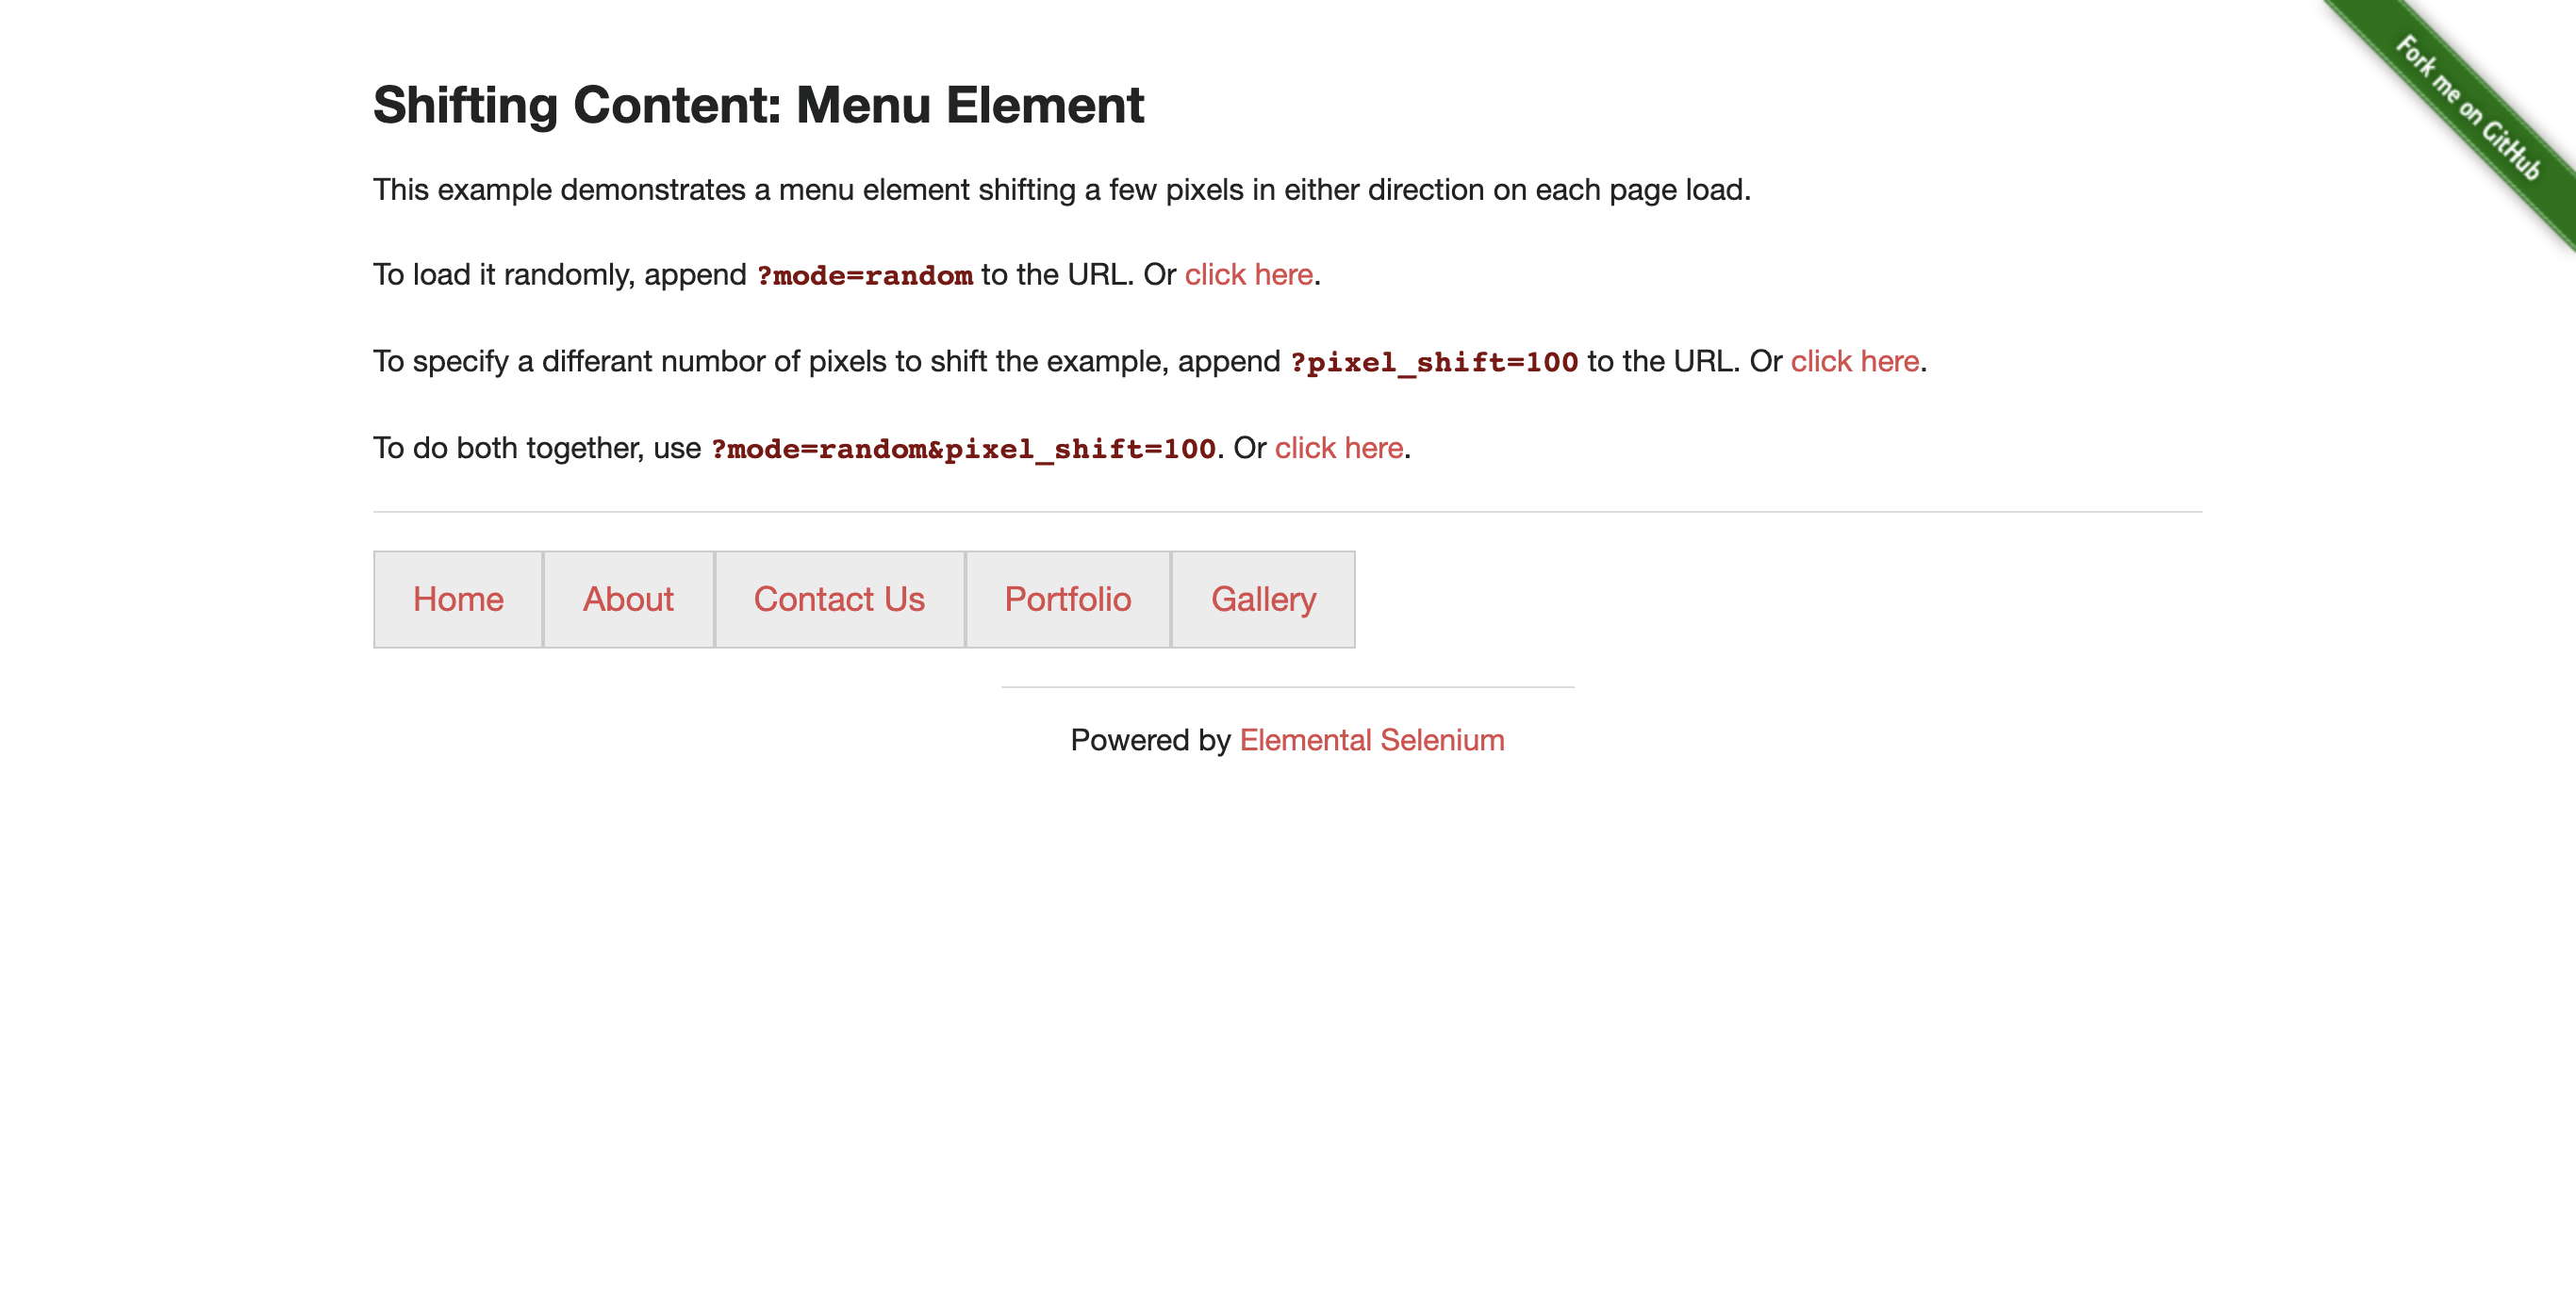 Fork me on GitHub
Shifting Content: Menu Element
This example demonstrates a menu element shifting a few pixels in either direction on each page load.
To load it randomly, append ?mode=random to the URL. Or click here.
To specify a differant numbor of pixels to shift the example, append ?pixel_shift=100 to the URL. Or click here.
To do both together, use ?mode=random&pixel_shift=100. Or click here.
Home About Contact Us Portfolio Gallery
Powered by Elemental Selenium